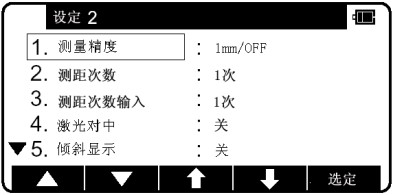 设定 2
1. 测量精度 : 1mm/OFF
2. 测距次数 : 1次
3. 测距次数输入 : 1次
4. 激光对中 : 关
5. 倾斜显示 : 关
选定